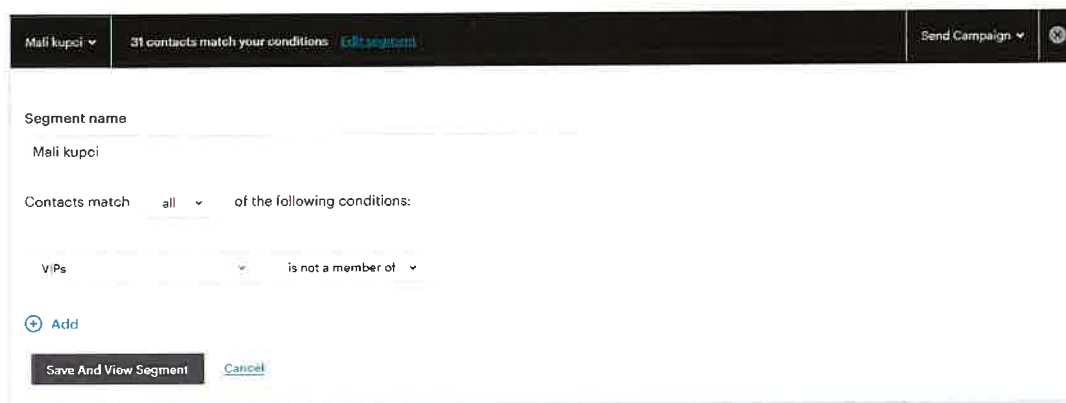 Mali kupci
31 contacts match your conditions Edit segment
Send Campaign
Segment name
Mali kupci
Contacts match all of the following conditions:
VIPs is not a member of
Add
Save And View Segment Cancel